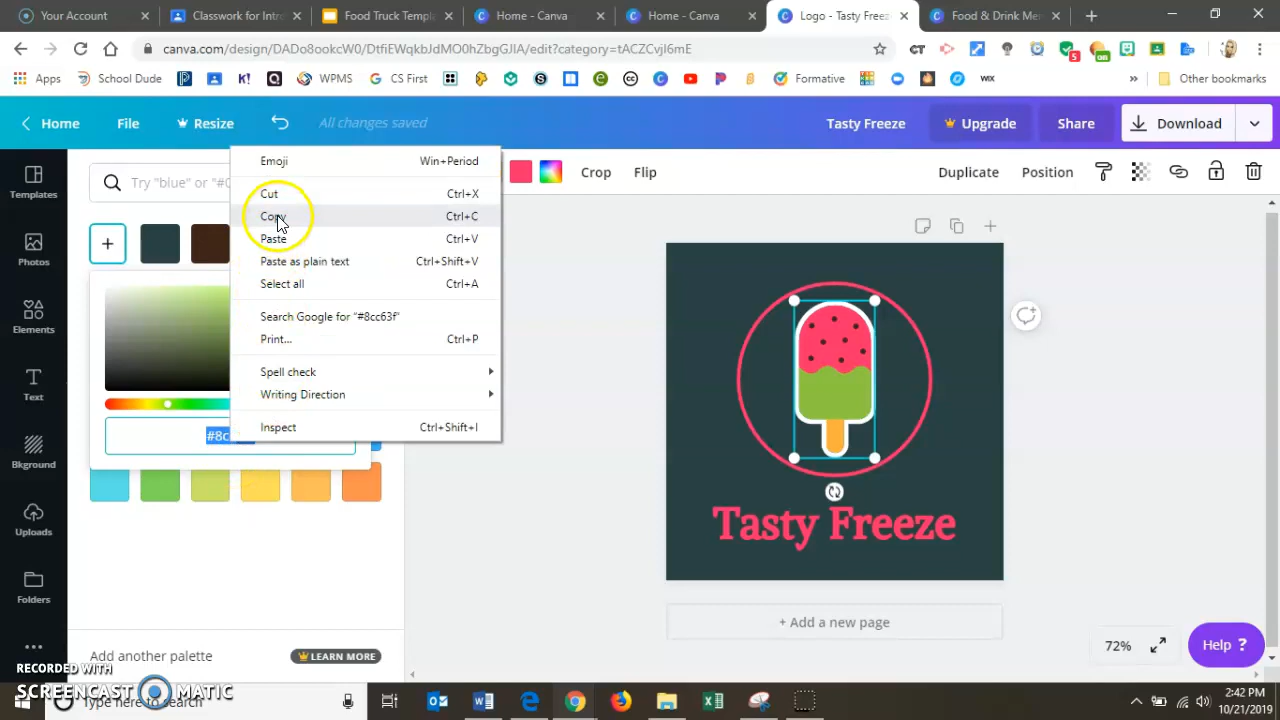 Your Account
Classwork for Intro
Food Truck Templ
Home - Canva
Home - Canva
Logo - Tasty Freeze
Food & Drink Me
canva.com/design/DADo8ookcW0/DtfiEWqkbJdMO0hZbgGJIA/edit?category=tACZCvjI6mE
Apps
School Dude
WPMS
CS First
Formative
WIX
Other bookmarks
Home
File
Resize
All changes saved
Tasty Freeze
Upgrade
Share
Download
Templates
Photos
Elements
Text
Bkground
Uploads
Folders
Try "blue" or "#0
Crop
Flip
Duplicate
Position
Emoji Win+Period
Cut Ctrl+X
Copy Ctrl+C
Paste Ctrl+V
Paste as plain text Ctrl+Shift+V
Select all Ctrl+A
Search Google for "#8cc63f"
Print... Ctrl+P
Spell check
Writing Direction
Inspect Ctrl+Shift+I
#8c
Tasty Freeze
+ Add a new page
Add another palette
LEARN MORE
72%
Help ?
RECORDED WITH
SCREENCAST MATIC
Type here to search
2:42 PM
10/21/2019